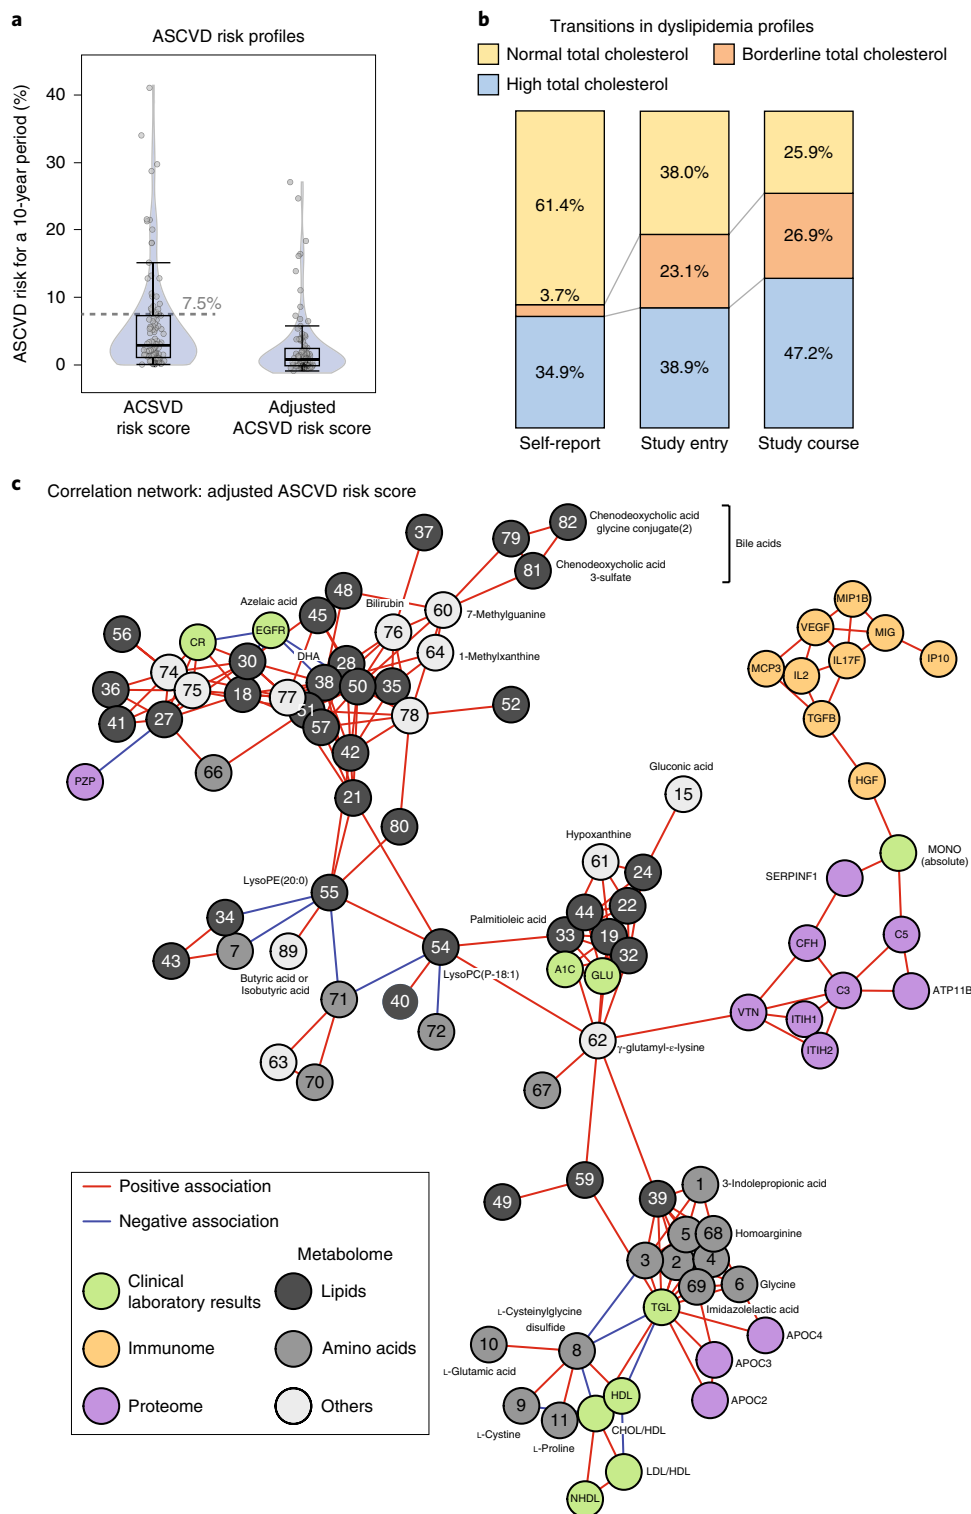 a
ASCVD risk profiles
ASCVD risk for a 10-year period (%)
40
30
20
10
0
7.5%
ACSVD
risk score
Adjusted
ACSVD risk score
b
Transitions in dyslipidemia profiles
Normal total cholesterol
Borderline total cholesterol
High total cholesterol
61.4%
3.7%
34.9%
38.0%
23.1%
38.9%
25.9%
26.9%
47.2%
Self-report
Study entry
Study course
c
Correlation network: adjusted ASCVD risk score
37
79
82
Chenodeoxycholic acid
glycine conjugate(2)
81
Chenodeoxycholic acid
3-sulfate
Bile acids
48
45
Azelaic acid
EGFR
Bilirubin
76
60
7-Methylguanine
64
1-Methylxanthine
56
CR
74
75
30
18
DHA
28
38
50
35
77
51
57
78
52
36
41
27
42
66
PZP
21
80
MIP1B
VEGF
MIG
MCP3
IL2
IL17F
IP10
TGFB
HGF
MONO
(absolute)
SERPINF1
CFH
C5
C3
ATP11B
VTN
ITIH1
ITIH2
Gluconic acid
15
Hypoxanthine
61
24
44
22
Palmitoleic acid
33
19
32
A1C
GLU
LysoPE(20:0)
55
34
7
43
89
Butyric acid or
Isobutyric acid
54
LysoPC(P-18:1)
71
40
72
63
70
62
γ-glutamyl-ε-lysine
67
59
49
39
1
3-Indolepropionic acid
5
68
Homoarginine
3
2
4
69
6
Glycine
Imidazolelactic acid
TGL
APOC4
APOC3
APOC2
L-Cysteinylglycine
disulfide
10
8
L-Glutamic acid
9
L-Cystine
11
L-Proline
HDL
CHOL/HDL
LDL/HDL
NHDL
Positive association
Negative association
Metabolome
Clinical
laboratory results
Lipids
Immunome
Amino acids
Proteome
Others